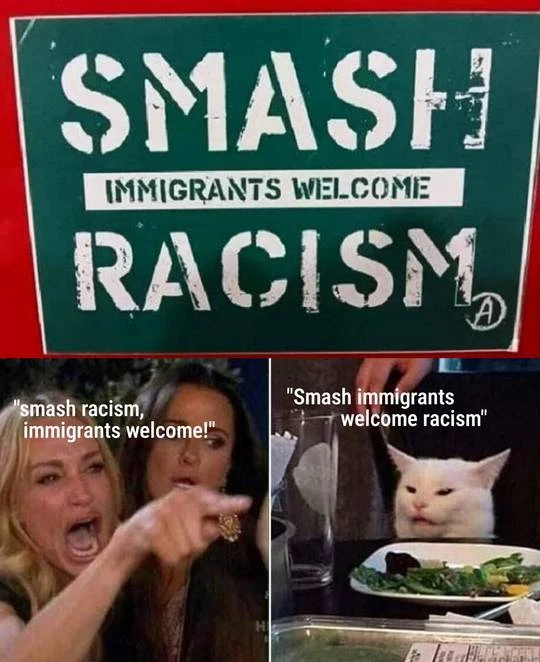 SMASH
IMMIGRANTS WELCOME
RACISM
A
"smash racism,
immigrants welcome!"
"Smash immigrants
welcome racism"